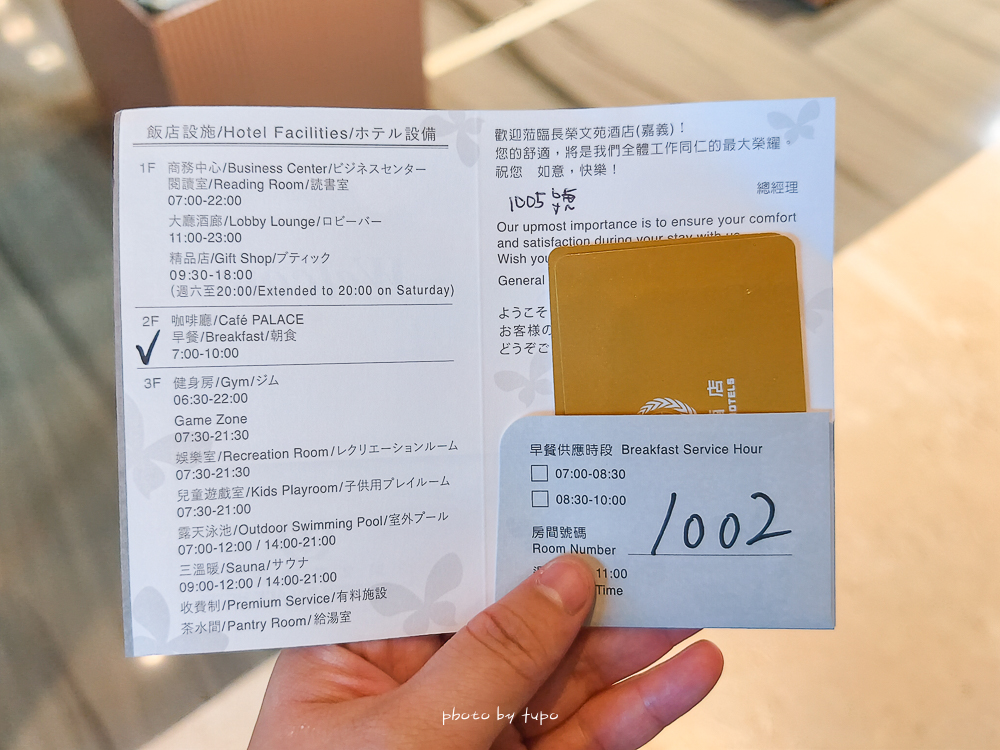 飯店設施/Hotel Facilities/ホテル設備
1F 商務中心/Business Center/ビジネスセンター
閱讀室/Reading Room/読書室
07:00-22:00
大廳酒廊/Lobby Lounge/ロビーバー
11:00-23:00
精品店/Gift Shop/ブティック
09:30-18:00
(週六至20:00/Extended to 20:00 on Saturday)
2F 咖啡廳/Café PALACE
早餐/Breakfast/朝食
7:00-10:00
3F 健身房/Gym/ジム
06:30-22:00
Game Zone
07:30-21:30
娛樂室/Recreation Room/レクリエーションルーム
07:30-21:30
兒童遊戲室/Kids Playroom/子供用プレイルーム
07:30-21:00
露天泳池/Outdoor Swimming Pool/室外プール
07:00-12:00 / 14:00-21:00
三溫暖/Sauna/サウナ
09:00-12:00 / 14:00-21:00
收費制/Premium Service/有料施設
茶水間/Pantry Room/給湯室
歡迎蒞臨長榮文苑酒店(嘉義)!
您的舒適,將是我們全體工作同仁的最大榮耀。
祝您 如意,快樂!
總經理
1005號
Our upmost importance is to ensure your comfort
and satisfaction during your stay with us.
Wish you
General
ようこそ
お客様の
どうぞご
酒店
HOTELS
早餐供應時段 Breakfast Service Hour
07:00-08:30
08:30-10:00
房間號碼
Room Number 1002
11:00
Time
photo by tupo